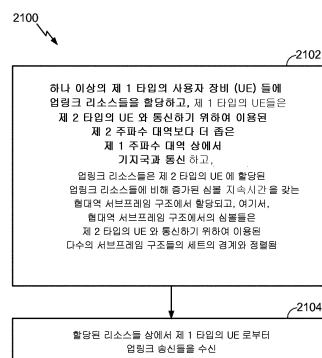 2100
2102
하나 이상의 제 1 타입의 사용자 장비 (UE) 들에
업링크 리소스들을 할당하고, 제 1 타입의 UE들은
제 2 타입의 UE 와 통신하기 위하여 이용된
제 2 주파수 대역보다 더 좁은
제 1 주파수 대역 상에서
기지국과 통신 하고,
업링크 리소스들은 제 2 타입의 UE 에 할당된
업링크 리소스들에 비해 증가된 심볼 지속시간을 갖는
협대역 서브프레임 구조에서 할당되고, 여기서,
협대역 서브프레임 구조에서의 심볼들은
제 2 타입의 UE 와 통신하기 위하여 이용된
다수의 서브프레임 구조들의 세트의 경계와 정렬됨
2104
할당된 리소스들 상에서 제 1 타입의 UE 로부터
업링크 송신들을 수신